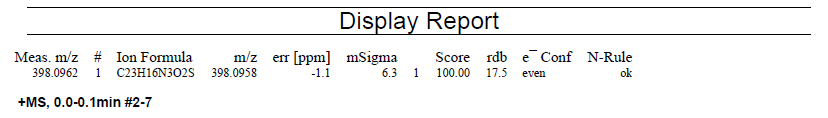 Display Report
Meas. m/z # Ion Formula m/z err [ppm] mSigma Score rdb e¯ Conf N-Rule
398.0962 1 C23H16N3O2S 398.0958 -1.1 6.3 1 100.00 17.5 even ok
+MS, 0.0-0.1min #2-7